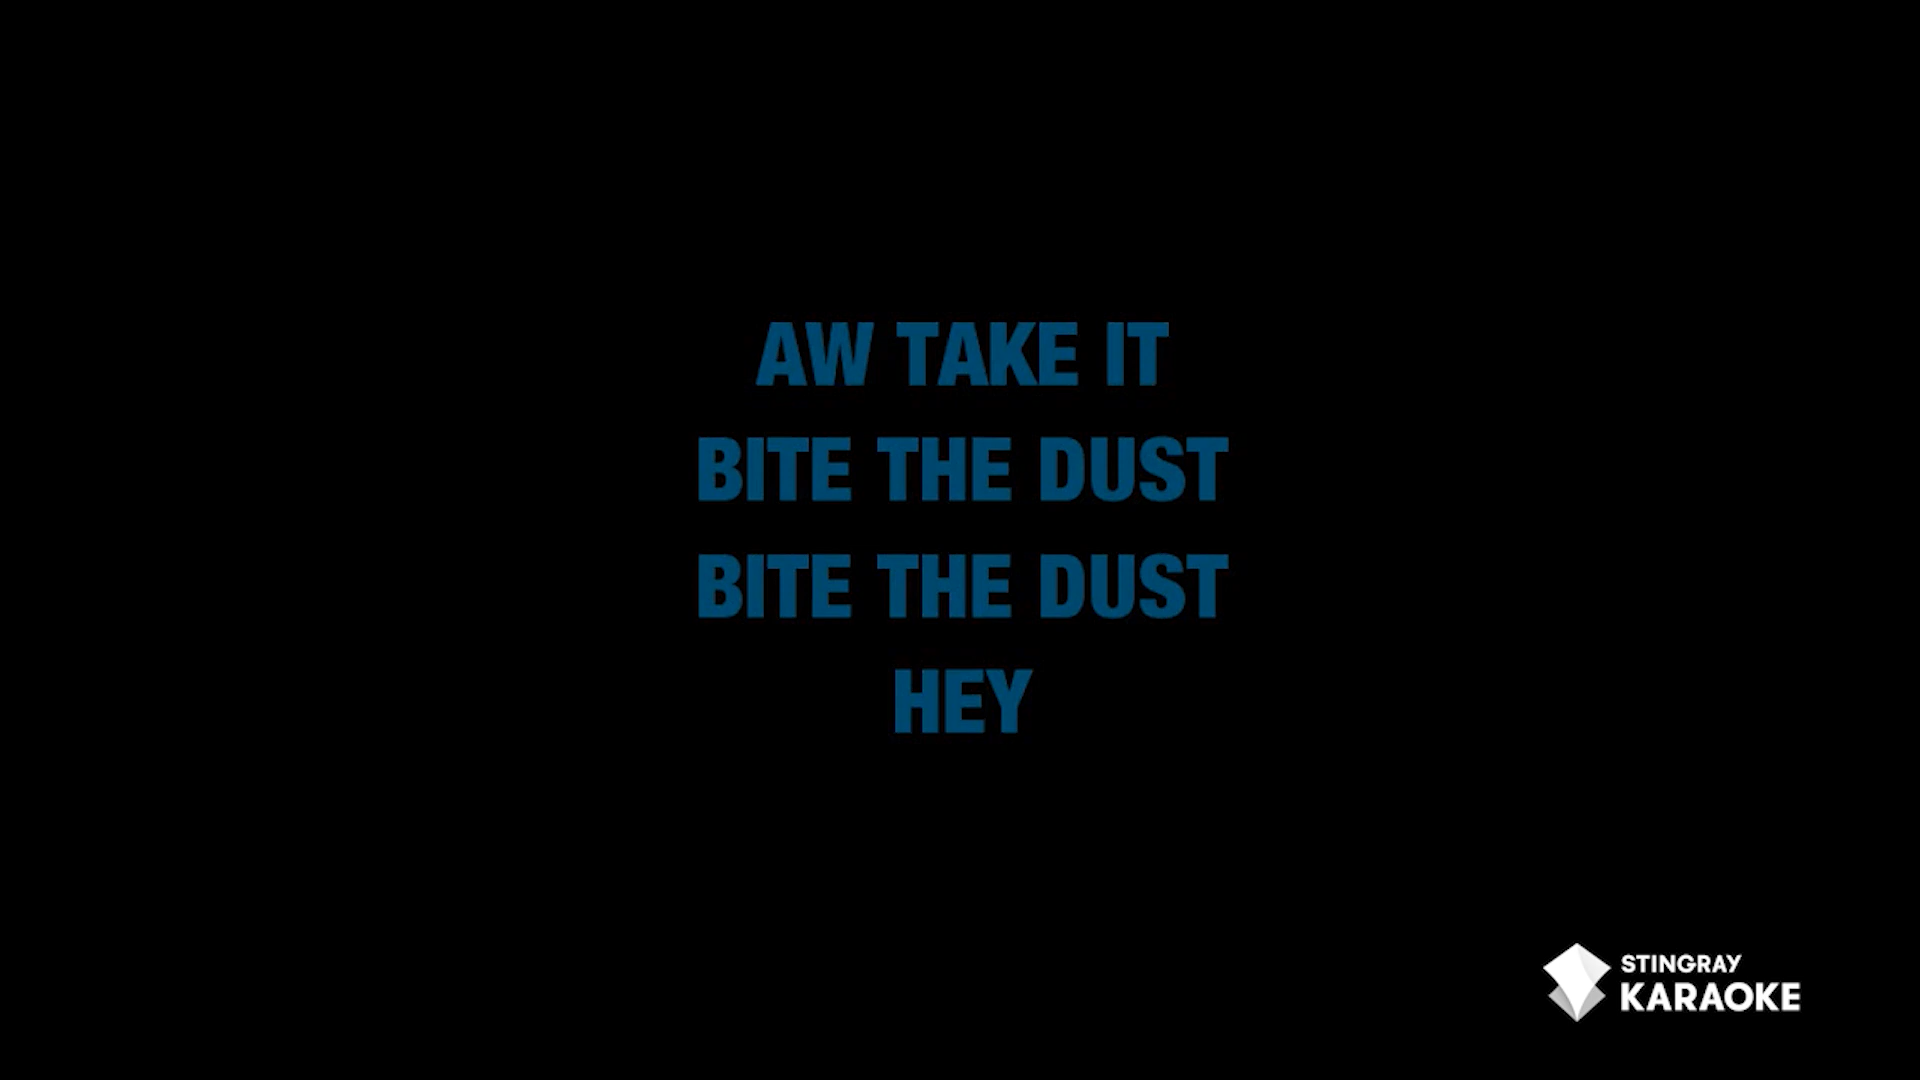 AW TAKE IT
BITE THE DUST
BITE THE DUST
HEY
STINGRAY
KARAOKE